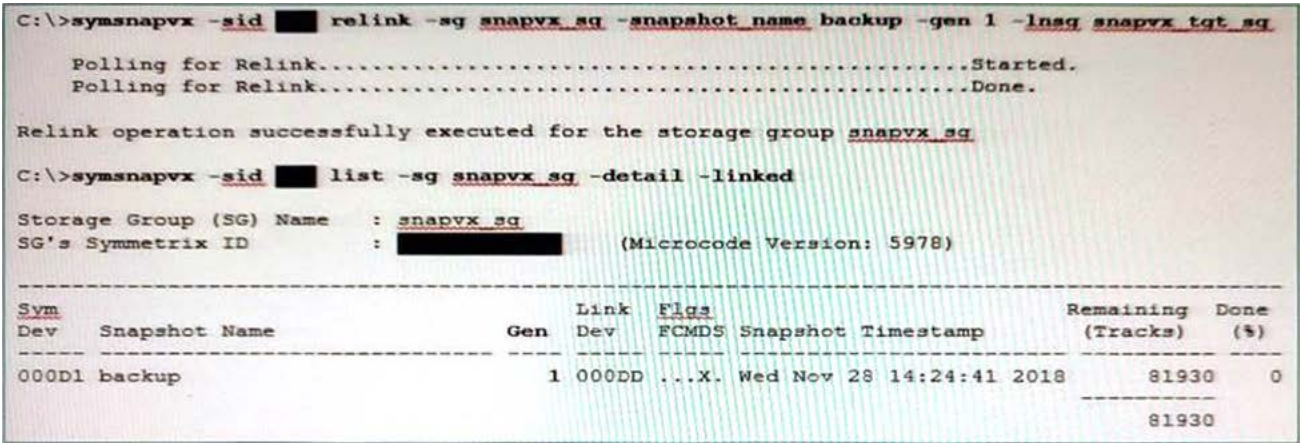 C:\>symsnapvx -sid relink -sg snapvx_sg -snapshot_name backup -gen 1 -lnsg snapvx_tgt_sg
Polling for Relink..................................................Started.
Polling for Relink..................................................Done.
Relink operation successfully executed for the storage group snapvx_sg
C:\>symsnapvx -sid list -sg snapvx_sg -detail -linked
Storage Group (SG) Name : snapvx_sg
SG's Symmetrix ID : (Microcode Version: 5978)
Sym Link Flgs Remaining Done
Dev Snapshot Name Gen Dev FCMDS Snapshot Timestamp (Tracks) (%)
000D1 backup 1 000DD ...X. Wed Nov 28 14:24:41 2018 81930 0
81930